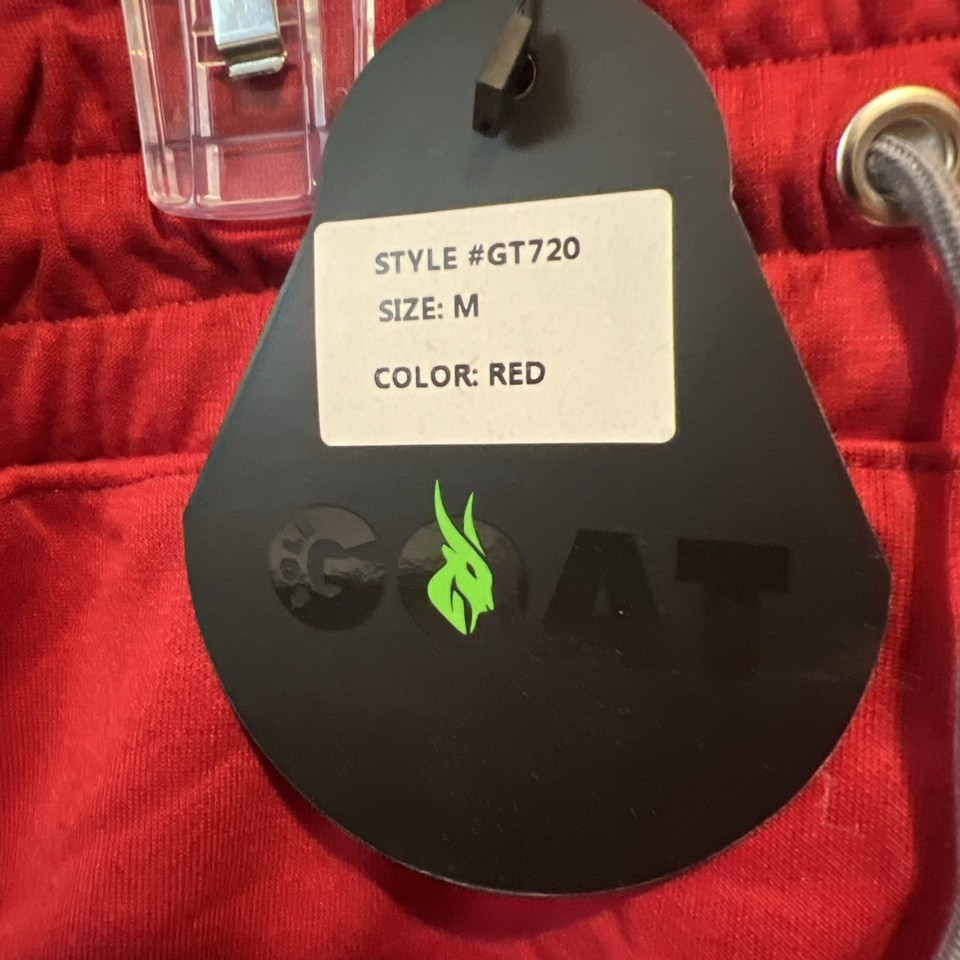 STYLE #GT720
SIZE: M
COLOR: RED
GOAT